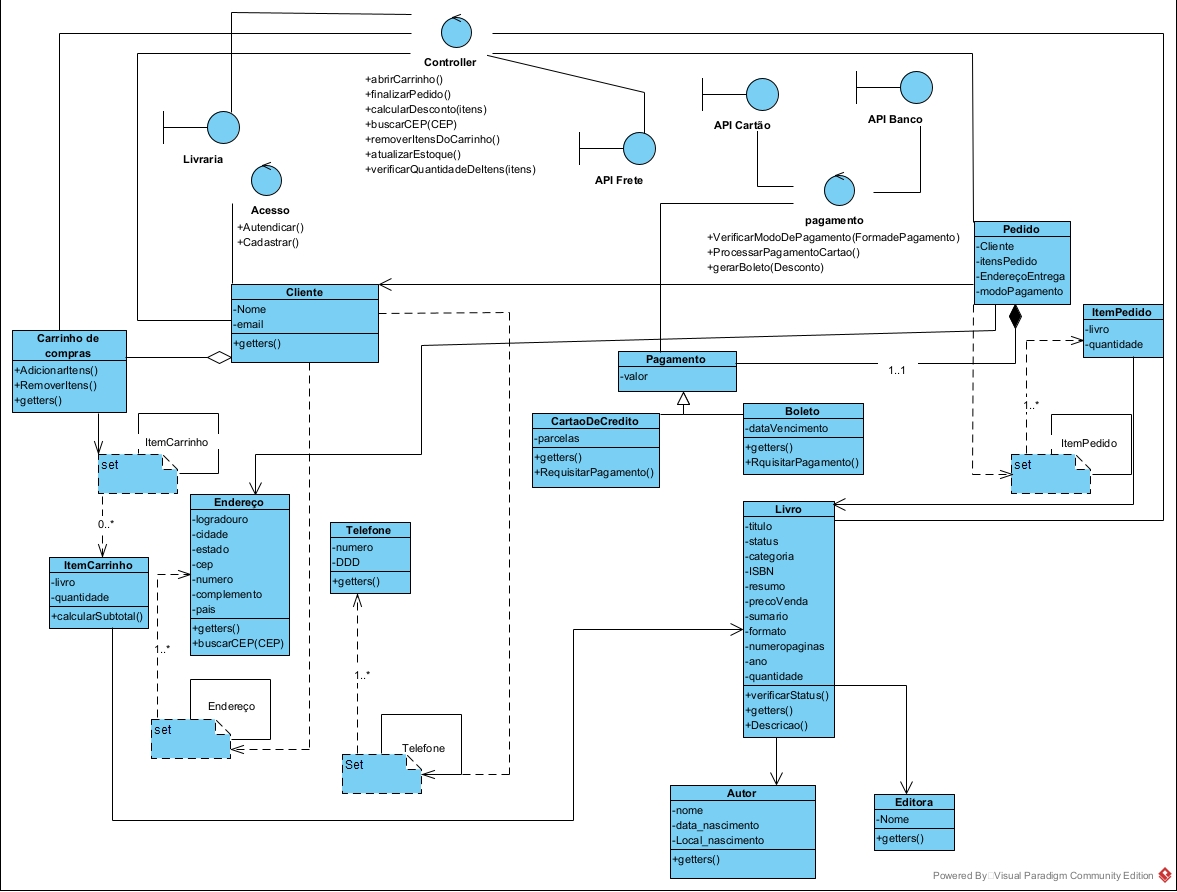 Controller
+abrirCarrinho()
+finalizarPedido()
+calcularDesconto(itens)
+buscarCEP(CEP)
+removerItensDoCarrinho()
+atualizarEstoque()
+verificarQuantidadeDeItens(itens)
Livraria
Acesso
+Autendicar()
+Cadastrar()
API Frete
API Cartão
API Banco
pagamento
+VerificarModoDePagamento(FormadePagamento)
+ProcessarPagamentoCartao()
+gerarBoleto(Desconto)
Pedido
-Cliente
-itensPedido
-EndereçoEntrega
-modoPagamento
Cliente
-Nome
-email
+getters()
ItemPedido
-livro
-quantidade
Carrinho de
compras
+AdicionarItens()
+RemoverItens()
+getters()
Pagamento
-valor
1..1
CartaoDeCredito
-parcelas
+getters()
+RequisitarPagamento()
Boleto
-dataVencimento
+getters()
+RquisitarPagamento()
1..*
ItemPedido
set
ItemCarrinho
set
0..*
ItemCarrinho
-livro
-quantidade
+calcularSubtotal()
Endereço
-logradouro
-cidade
-estado
-cep
-numero
-complemento
-pais
+getters()
+buscarCEP(CEP)
1..*
Endereço
set
Telefone
-numero
-DDD
+getters()
1..*
Telefone
Set
Livro
-titulo
-status
-categoria
-ISBN
-resumo
-precoVenda
-sumario
-formato
-numeropaginas
-ano
-quantidade
+verificarStatus()
+getters()
+Descricao()
Autor
-nome
-data_nascimento
-Local_nascimento
+getters()
Editora
-Nome
+getters()
Powered By Visual Paradigm Community Edition